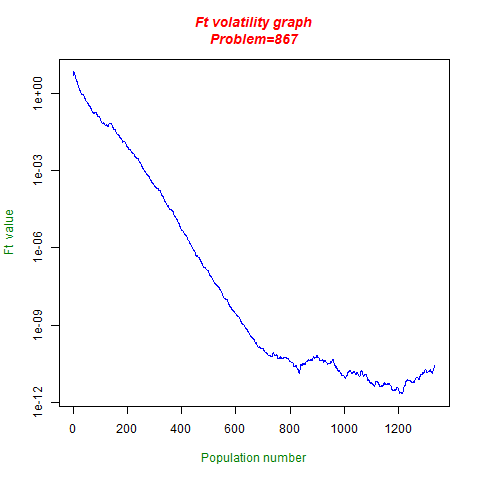 Ft volatility graph
Problem=867
1e+00
1e-03
1e-06
1e-09
1e-12
Ft value
0 200 400 600 800 1000 1200
Population number